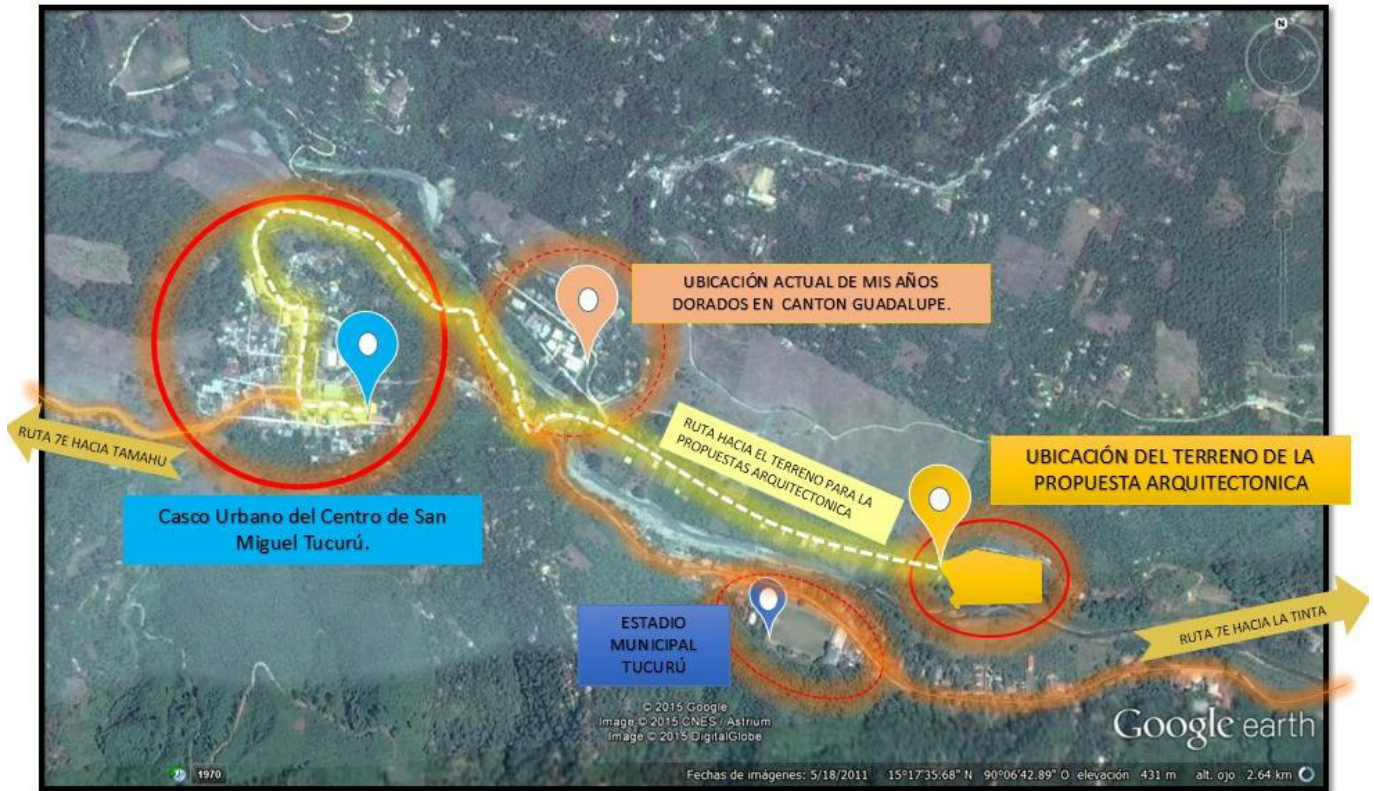 N
UBICACIÓN ACTUAL DE MIS AÑOS
DORADOS EN CANTON GUADALUPE.
RUTA 7E HACIA TAMAHU
RUTA HACIA EL TERRENO PARA LA
PROPUESTAS ARQUITECTONICA
UBICACIÓN DEL TERRENO DE LA
PROPUESTA ARQUITECTONICA
Casco Urbano del Centro de San
Miguel Tucurú.
ESTADIO
MUNICIPAL
TUCURÚ
RUTA 7E HACIA LA TINTA
© 2015 Google
Image © 2015 CNES / Astrium
Image © 2015 DigitalGlobe
Google earth
1970
Fechas de imágenes: 5/18/2011 15°17'35.68" N 90°06'42.89" O elevación 431 m alt. ojo 2.64 km